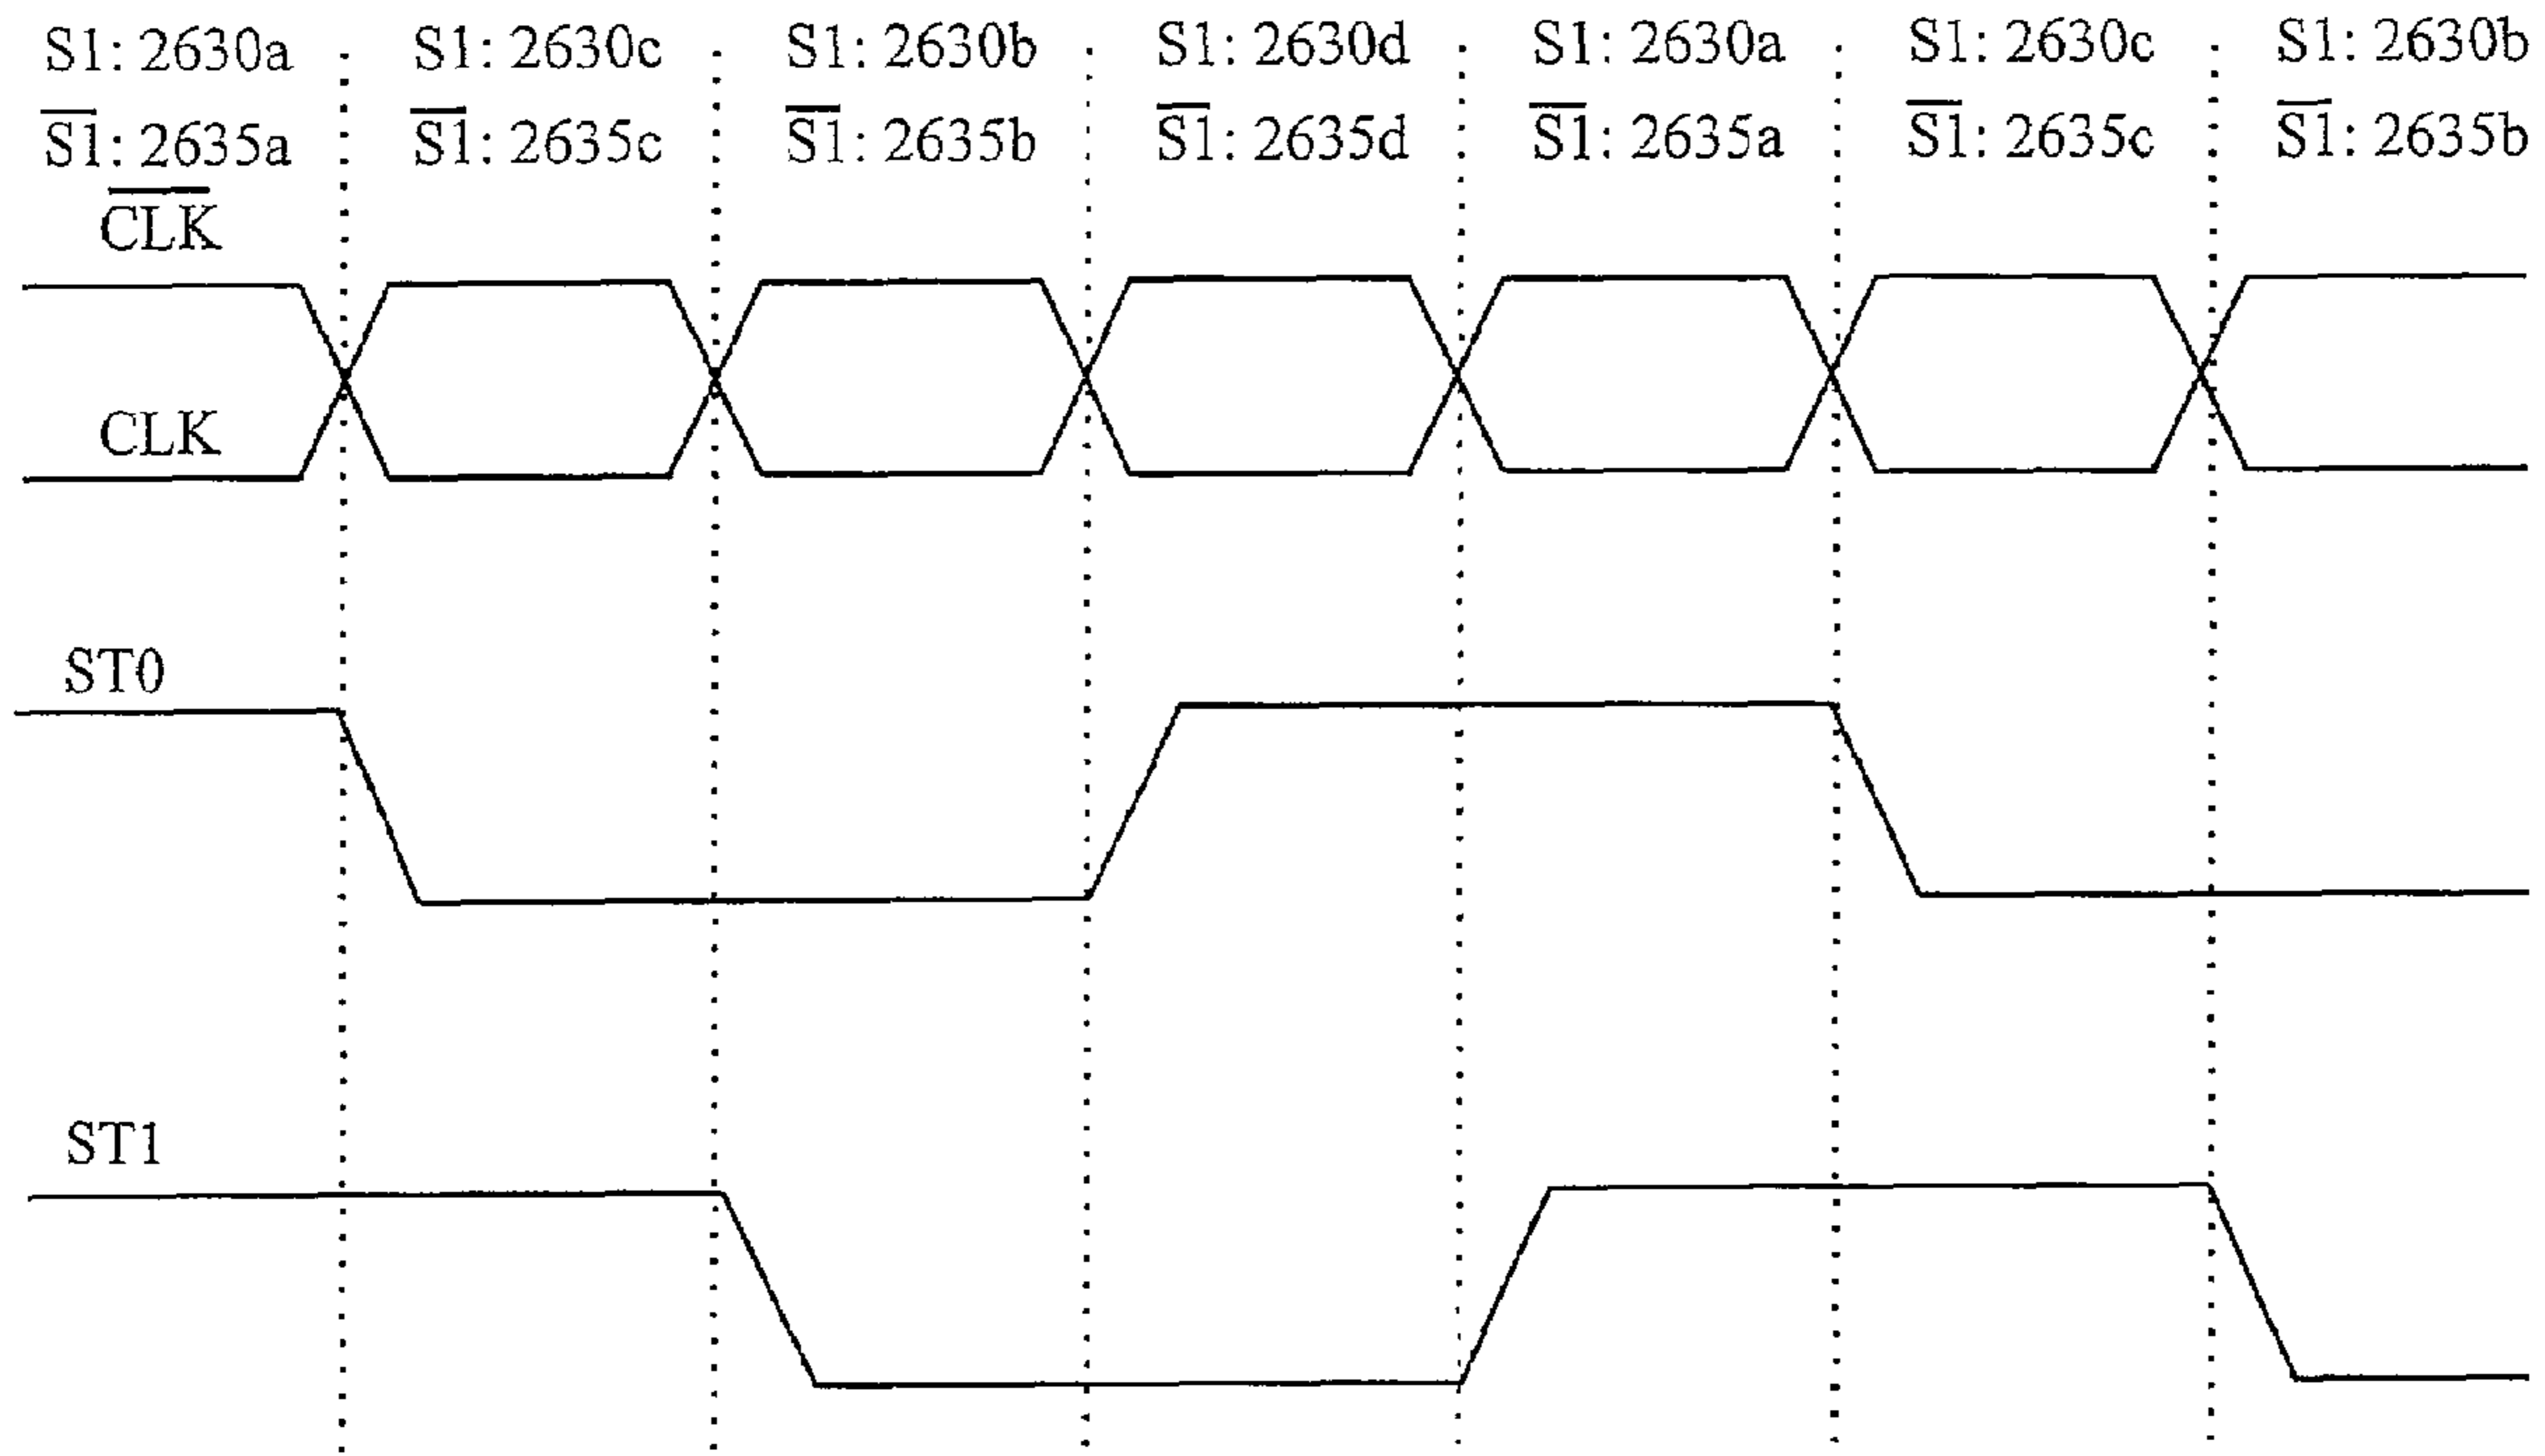 S1: 2630a S1: 2630c S1: 2630b S1: 2630d S1: 2630a S1: 2630c S1: 2630b
S̅1̅: 2635a S̅1̅: 2635c S̅1̅: 2635b S̅1̅: 2635d S̅1̅: 2635a S̅1̅: 2635c S̅1̅: 2635b
C̅L̅K̅
CLK
ST0
ST1